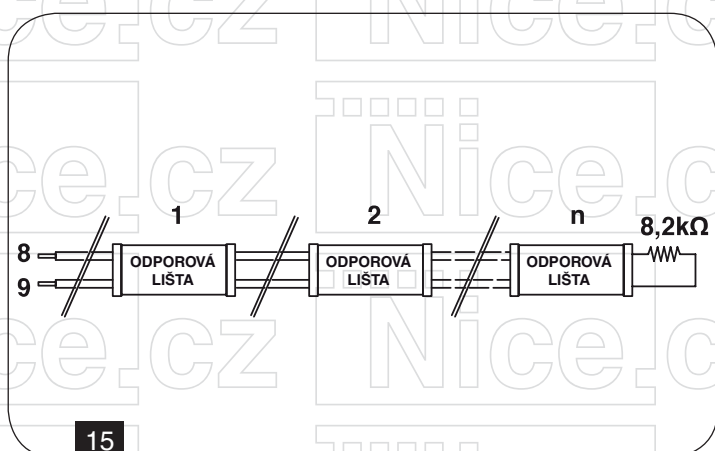 1
2
n
8,2kΩ
8
9
ODPOROVÁ
LIŠTA
ODPOROVÁ
LIŠTA
ODPOROVÁ
LIŠTA
15
Nice.cz